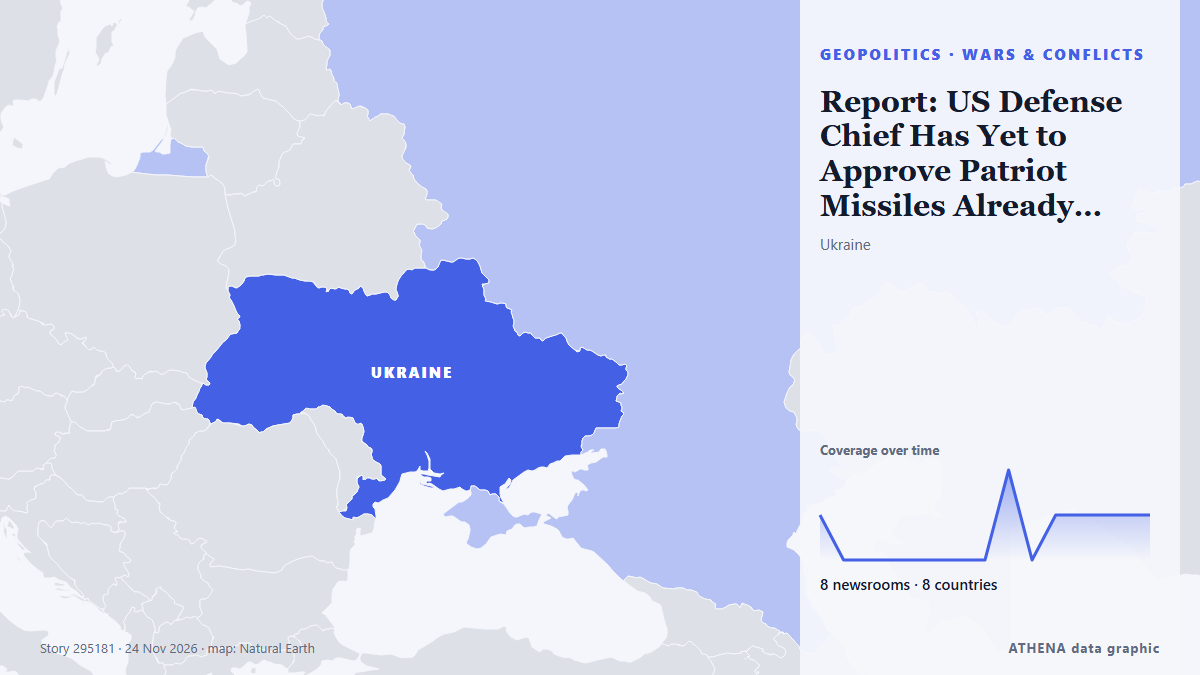 GEOPOLITICS · WARS & CONFLICTS
Report: US Defense
Chief Has Yet to
Approve Patriot
Missiles Already...
Ukraine
UKRAINE
Coverage over time
8 newsrooms · 8 countries
Story 295181 · 24 Nov 2026 · map: Natural Earth
ATHENA data graphic